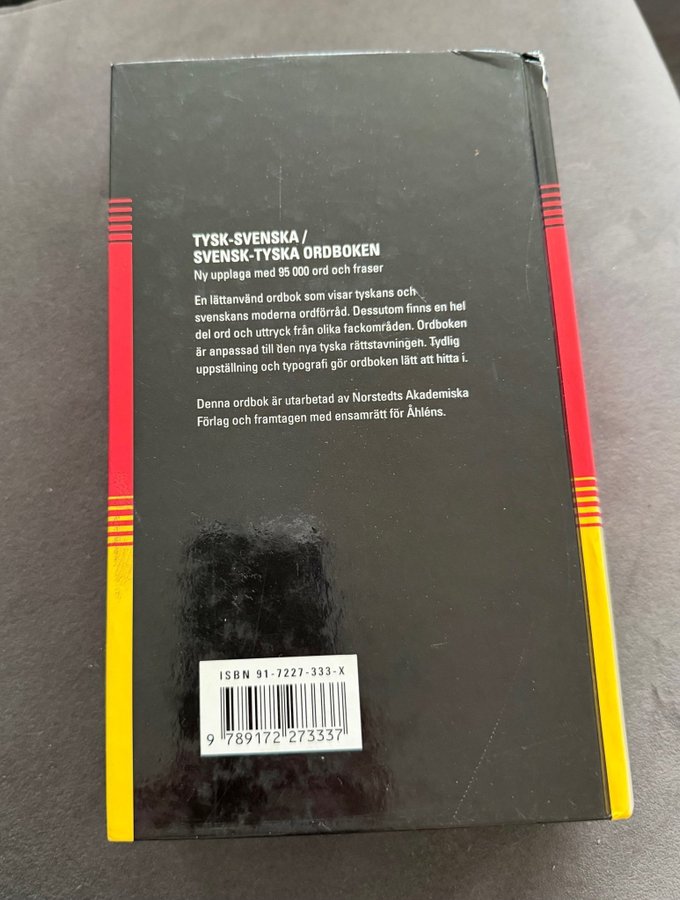 TYSK-SVENSKA /
SVENSK-TYSKA ORDBOKEN
Ny upplaga med 95 000 ord och fraser
En lättanvänd ordbok som visar tyskans och
svenskans moderna ordförråd. Dessutom finns en hel
del ord och uttryck från olika fackområden. Ordboken
är anpassad till den nya tyska rättstavningen. Tydlig
uppställning och typografi gör ordboken lätt att hitta i.
Denna ordbok är utarbetad av Norstedts Akademiska
Förlag och framtagen med ensamrätt för Åhléns.
ISBN 91-7227-333-X
9 789172 273337